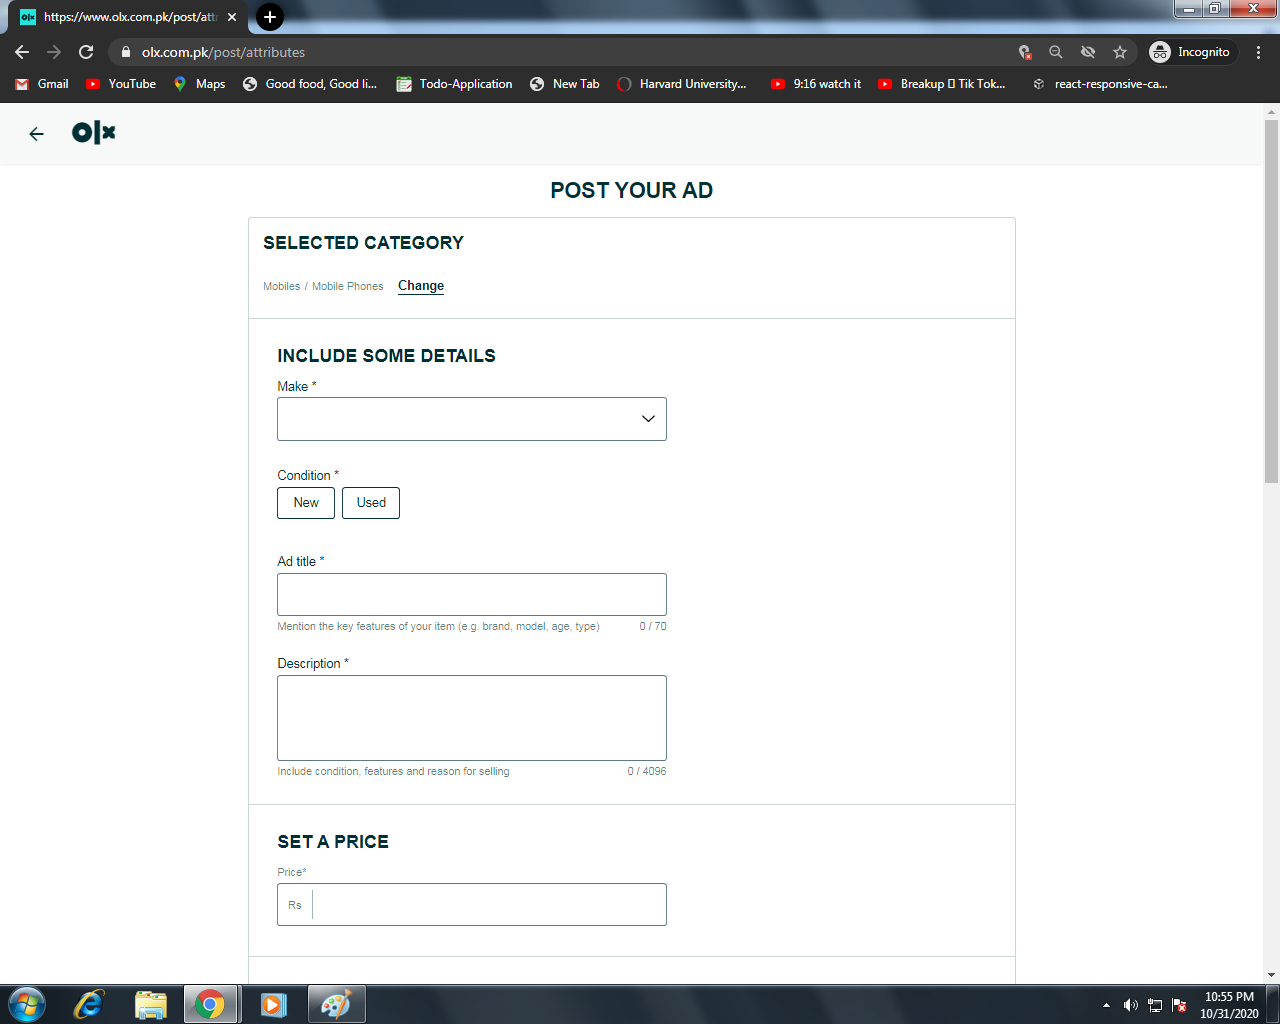 https://www.olx.com.pk/post/attr
olx.com.pk/post/attributes
Incognito
Gmail
YouTube
Maps
Good food, Good li...
Todo-Application
New Tab
Harvard University...
9:16 watch it
Breakup ▯ Tik Tok...
react-responsive-ca...
olx
POST YOUR AD
SELECTED CATEGORY
Mobiles / Mobile Phones Change
INCLUDE SOME DETAILS
Make *
Condition *
New Used
Ad title *
Mention the key features of your item (e.g. brand, model, age, type) 0 / 70
Description *
Include condition, features and reason for selling 0 / 4096
SET A PRICE
Price*
Rs
10:55 PM
10/31/2020